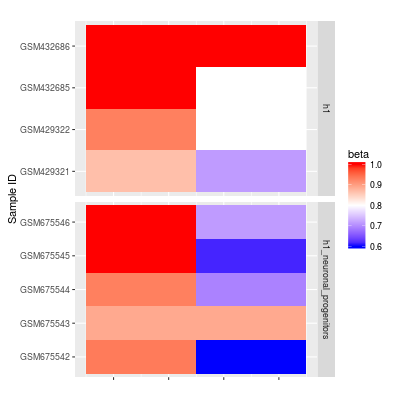 GSM432686
GSM432685
GSM429322
GSM429321
h1
GSM675546
GSM675545
GSM675544
GSM675543
GSM675542
h1_neuronal_progenitors
Sample ID
beta
1.0
0.9
0.8
0.7
0.6